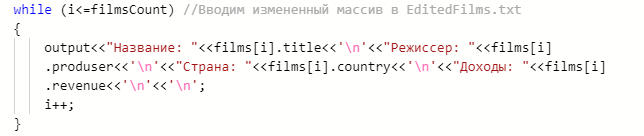 while (i<=filmsCount) //Вводим измененный массив в EditedFilms.txt
{
output<<"Название: "<<films[i].title<<'\n'<<"Режиссер: "<<films[i]
.produser<<'\n'<<"Страна: "<<films[i].country<<'\n'<<"Доходы: "<<films[i]
.revenue<<'\n'<<'\n';
i++;
}